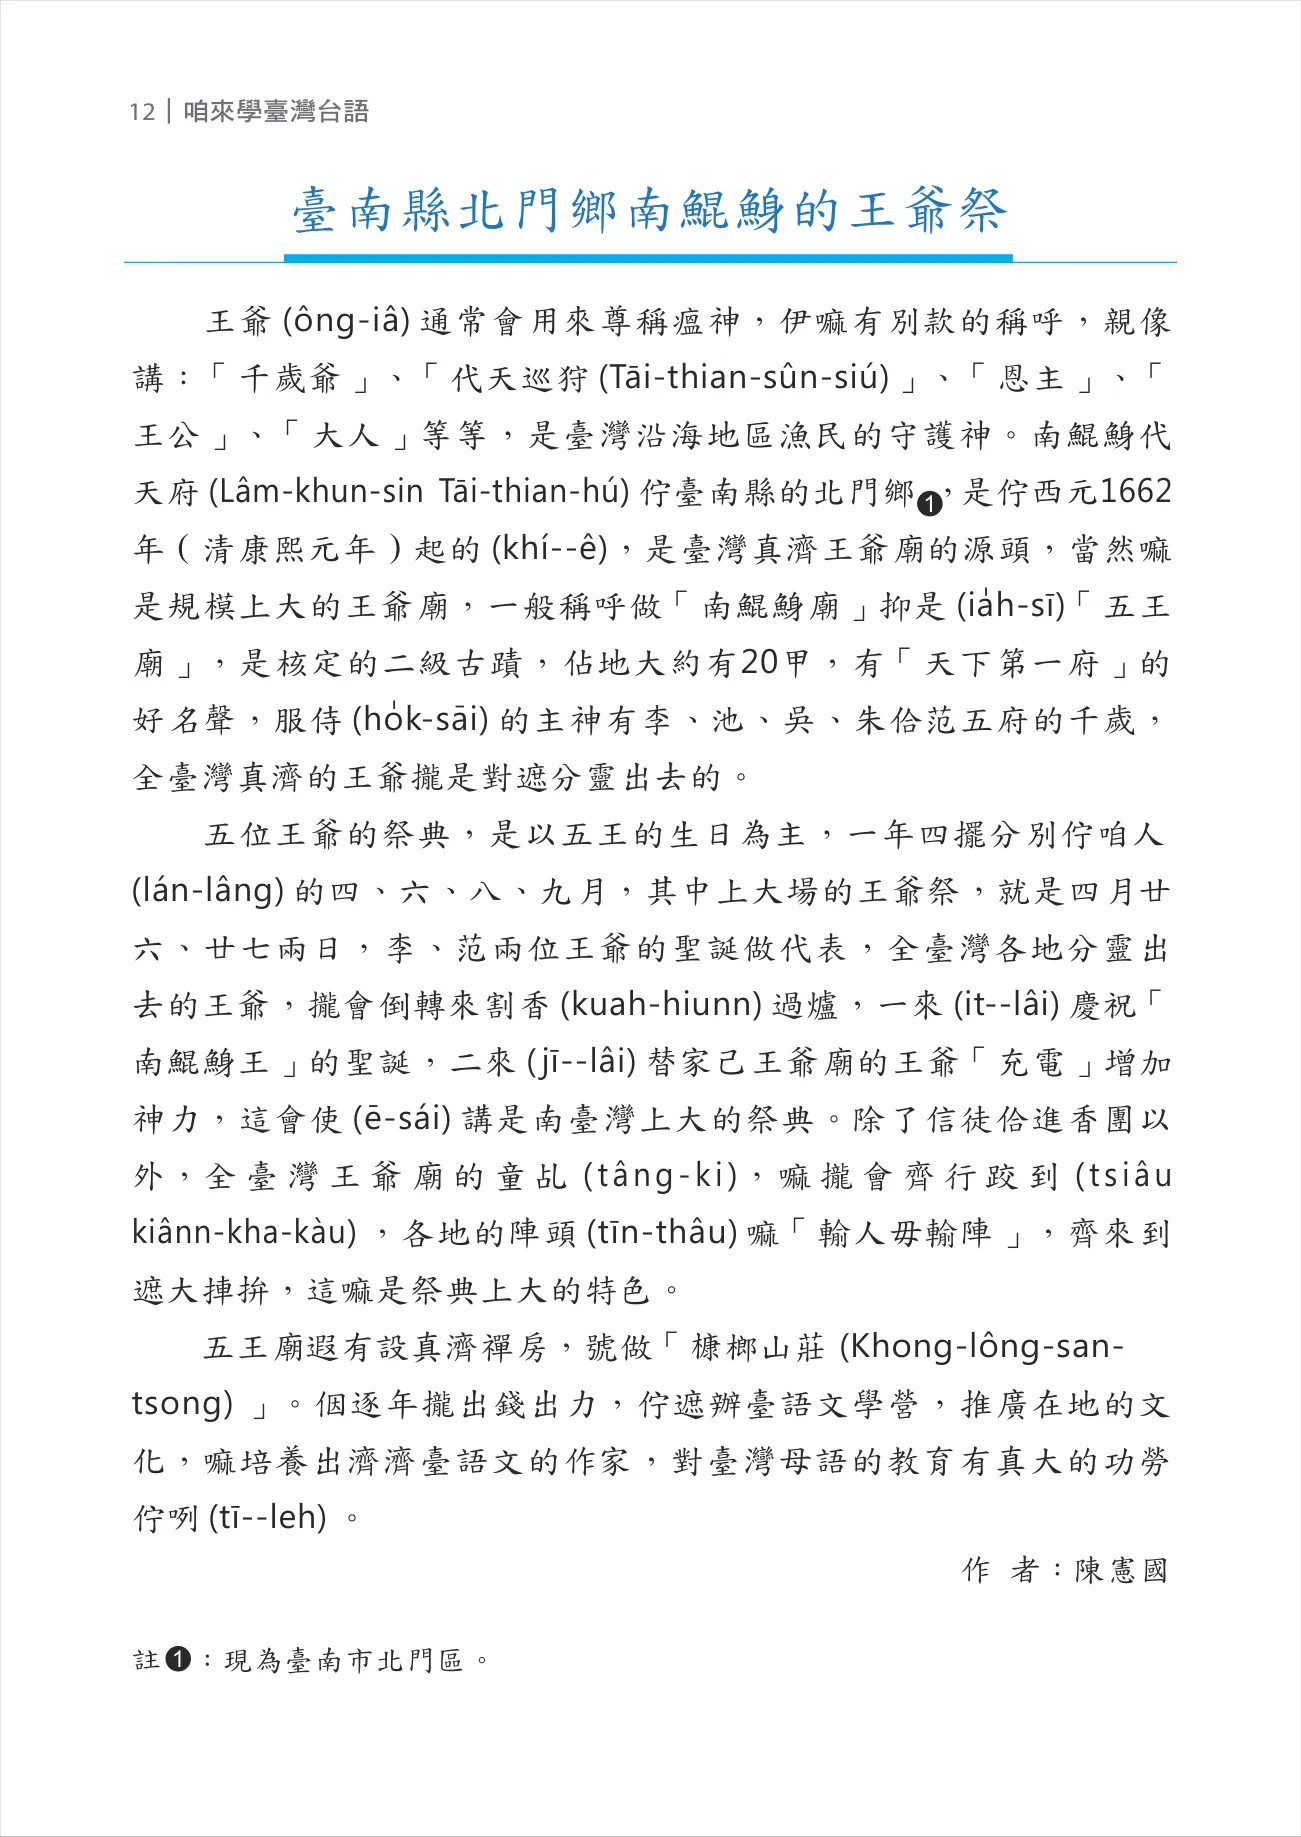 12｜咱來學臺灣台語
臺南縣北門鄉南鯤鯓的王爺祭
王爺 (ông-iâ) 通常會用來尊稱瘟神，伊嘛有別款的稱呼，親像
講：「千歲爺」、「代天巡狩 (Tāi-thian-sûn-siú)」、「恩主」、「
王公」、「大人」等等，是臺灣沿海地區漁民的守護神。南鯤鯓代
天府 (Lâm-khun-sin Tāi-thian-hú) 佇臺南縣的北門鄉❶，是佇西元1662
年（清康熙元年）起的 (khí--ê)，是臺灣真濟王爺廟的源頭，當然嘛
是規模上大的王爺廟，一般稱呼做「南鯤鯓廟」抑是 (ia̍h-sī)「五王
廟」，是核定的二級古蹟，佔地大約有20甲，有「天下第一府」的
好名聲，服侍 (ho̍k-sāi) 的主神有李、池、吳、朱佮范五府的千歲，
全臺灣真濟的王爺攏是對遮分靈出去的。
五位王爺的祭典，是以五王的生日為主，一年四擺分別佇咱人
(lán-lâng) 的四、六、八、九月，其中上大場的王爺祭，就是四月廿
六、廿七兩日，李、范兩位王爺的聖誕做代表，全臺灣各地分靈出
去的王爺，攏會倒轉來割香 (kuah-hiunn) 過爐，一來 (it--lâi) 慶祝「
南鯤鯓王」的聖誕，二來 (jī--lâi) 替家己王爺廟的王爺「充電」增加
神力，這會使 (ē-sái) 講是南臺灣上大的祭典。除了信徒佮進香團以
外，全臺灣王爺廟的童乩 (tâng-ki)，嘛攏會齊行跤到 (tsiâu
kiânn-kha-kàu) ，各地的陣頭 (tīn-thâu) 嘛「輸人毋輸陣」，齊來到
遮大摙拚，這嘛是祭典上大的特色。
五王廟遐有設真濟禪房，號做「槺榔山莊 (Khong-lông-san-
tsong) 」。個逐年攏出錢出力，佇遮辦臺語文學營，推廣在地的文
化，嘛培養出濟濟臺語文的作家，對臺灣母語的教育有真大的功勞
佇咧 (tī--leh) 。
作 者：陳憲國
註❶：現為臺南市北門區。